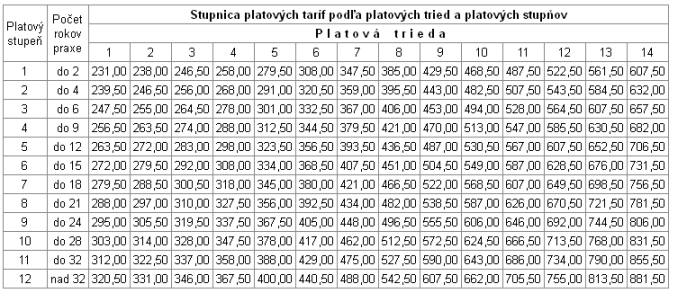 Platový stupeň Počet rokov praxe Stupnica platových taríf podľa platových tried a platových stupňov
Platová trieda
1 2 3 4 5 6 7 8 9 10 11 12 13 14
1 do 2 231,00 238,00 246,50 258,00 279,50 308,00 347,50 385,00 429,50 468,50 487,50 522,50 561,50 607,50
2 do 4 239,50 246,50 256,00 268,00 291,00 320,50 359,00 395,50 443,00 482,50 507,50 543,50 584,50 632,00
3 do 6 247,50 255,00 264,50 278,00 301,00 332,50 367,00 406,00 453,00 494,00 528,00 564,50 607,50 657,50
4 do 9 256,50 263,50 274,00 288,00 312,50 344,50 379,50 421,00 470,00 513,00 547,00 585,50 630,50 682,00
5 do 12 263,50 272,00 283,00 298,00 323,50 356,50 393,50 436,50 487,00 530,50 567,00 607,50 652,50 706,50
6 do 15 272,00 279,50 292,00 308,00 334,00 368,50 407,50 451,00 504,50 549,00 587,00 628,50 676,00 731,50
7 do 18 279,50 288,50 300,50 318,00 345,00 380,00 421,00 466,50 522,00 568,50 607,00 649,50 698,50 756,50
8 do 21 288,00 297,00 310,00 327,50 356,00 392,50 434,00 482,00 538,50 587,00 626,00 670,50 721,50 781,50
9 do 24 295,00 305,50 319,50 337,50 367,50 405,00 448,00 496,50 555,50 606,00 646,00 692,00 744,50 806,00
10 do 28 303,00 314,00 328,00 347,50 378,00 417,00 462,00 512,50 572,50 624,50 666,50 713,50 768,00 831,50
11 do 32 312,00 322,50 337,00 358,00 388,00 429,00 475,00 527,50 590,00 643,00 686,00 734,00 790,00 855,50
12 nad 32 320,50 331,00 346,00 367,50 400,00 440,50 488,00 542,50 607,50 662,00 705,50 755,00 813,50 881,50